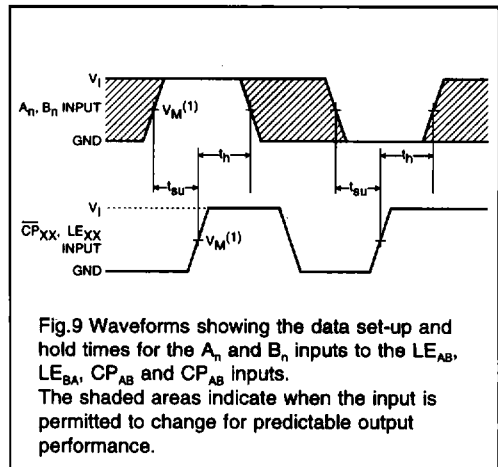 V_I
A_n, B_n INPUT
V_M^(1)
GND
t_h
t_h
t_su
t_su
V_I
C̅P̅_XX, LE_XX
INPUT
V_M^(1)
GND
Fig.9 Waveforms showing the data set-up and
hold times for the A_n and B_n inputs to the LE_AB,
LE_BA, CP_AB and CP_AB inputs.
The shaded areas indicate when the input is
permitted to change for predictable output
performance.